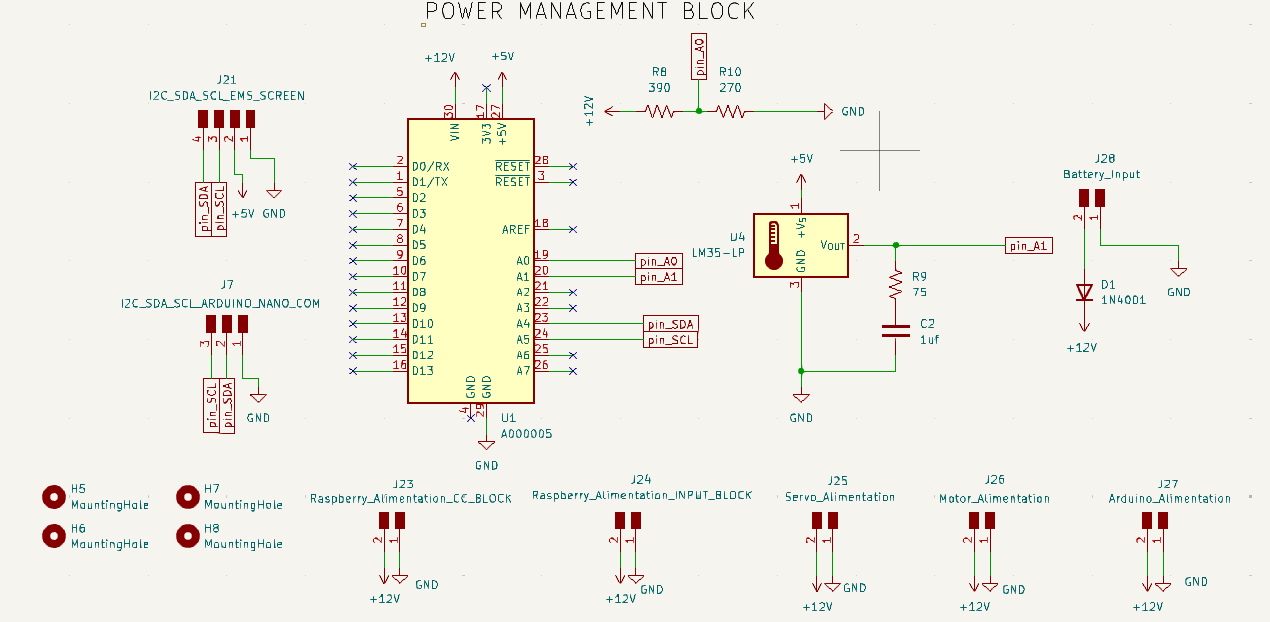 POWER MANAGEMENT BLOCK
J21
I2C_SDA_SCL_EMS_SCREEN
4 3 2 1
pin_SDA
pin_SCL
+5V GND
J7
I2C_SDA_SCL_ARDUINO_NANO_COM
3 2 1
pin_SCL
pin_SDA
GND
+12V +5V
30 17 27
VIN 3V3 +5V
2 D0/RX
1 D1/TX
5 D2
6 D3
7 D4
8 D5
9 D6
10 D7
11 D8
12 D9
13 D10
14 D11
15 D12
16 D13
RESET 28
RESET 3
AREF 18
A0 19 pin_A0
A1 20 pin_A1
A2 21
A3 22
A4 23 pin_SDA
A5 24 pin_SCL
A6 25
A7 26
GND GND
4 29
U1
A000005
GND
pin_A0
R8 R10
390 270
+12V
GND
+5V
1
U4
LM35-LP
+Vs
VOUT 2
GND
3
pin_A1
R9
75
C2
1uf
GND
J28
Battery_Input
2 1
D1
1N4001
GND
+12V
H5
MountingHole
H7
MountingHole
H6
MountingHole
H8
MountingHole
J23
Raspberry_Alimentation_CC_BLOCK
2 1
GND
+12V
J24
Raspberry_Alimentation_INPUT_BLOCK
2 1
GND
+12V
J25
Servo_Alimentation
2 1
GND
+12V
J26
Motor_Alimentation
2 1
GND
+12V
J27
Arduino_Alimentation
2 1
GND
+12V